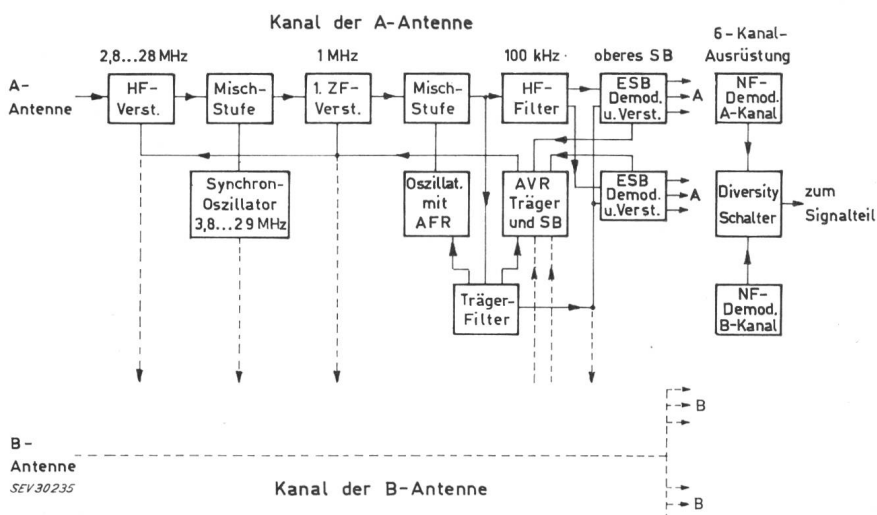 Kanal der A-Antenne
6-Kanal-
Ausrüstung
2,8...28 MHz
1 MHz
100 kHz
oberes SB
A-
Antenne
HF-
Verst.
Misch-
Stufe
1. ZF-
Verst.
Misch-
Stufe
HF-
Filter
ESB
Demod.
u. Verst.
A
NF-
Demod.
A-Kanal
Synchron-
Oszillator
3,8...29 MHz
Oszillat.
mit
AFR
AVR
Träger
und SB
ESB
Demod.
u. Verst.
A
Diversity
Schalter
zum
Signalteil
Träger-
Filter
NF-
Demod.
B-Kanal
B
B-
Antenne
SEV30235
Kanal der B-Antenne
B